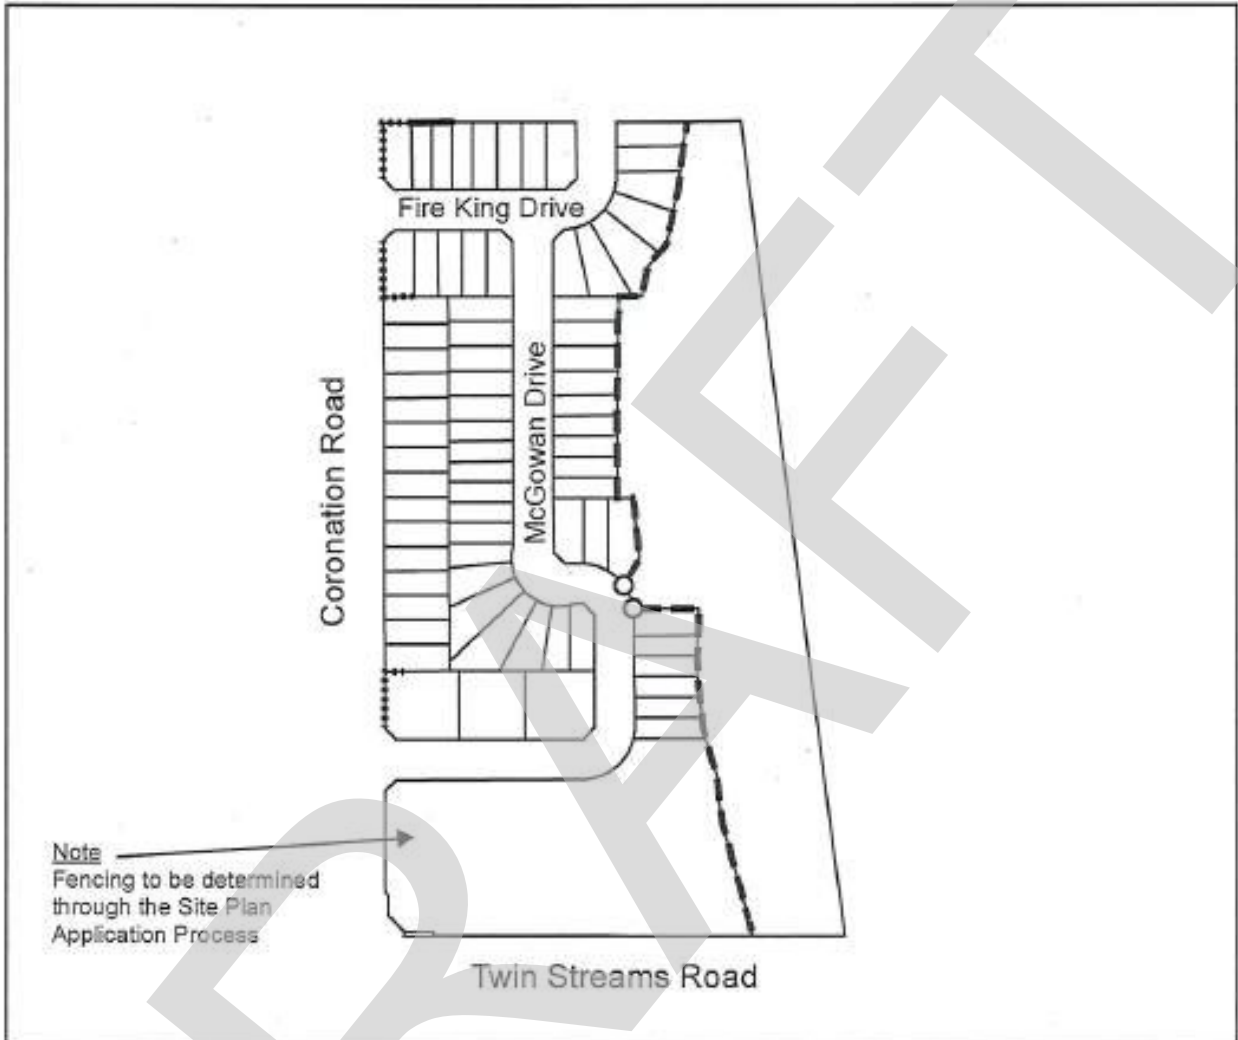 Fire King Drive
McGowan Drive
Coronation Road
Note
Fencing to be determined
through the Site Plan
Application Process
Twin Streams Road
DRAFT